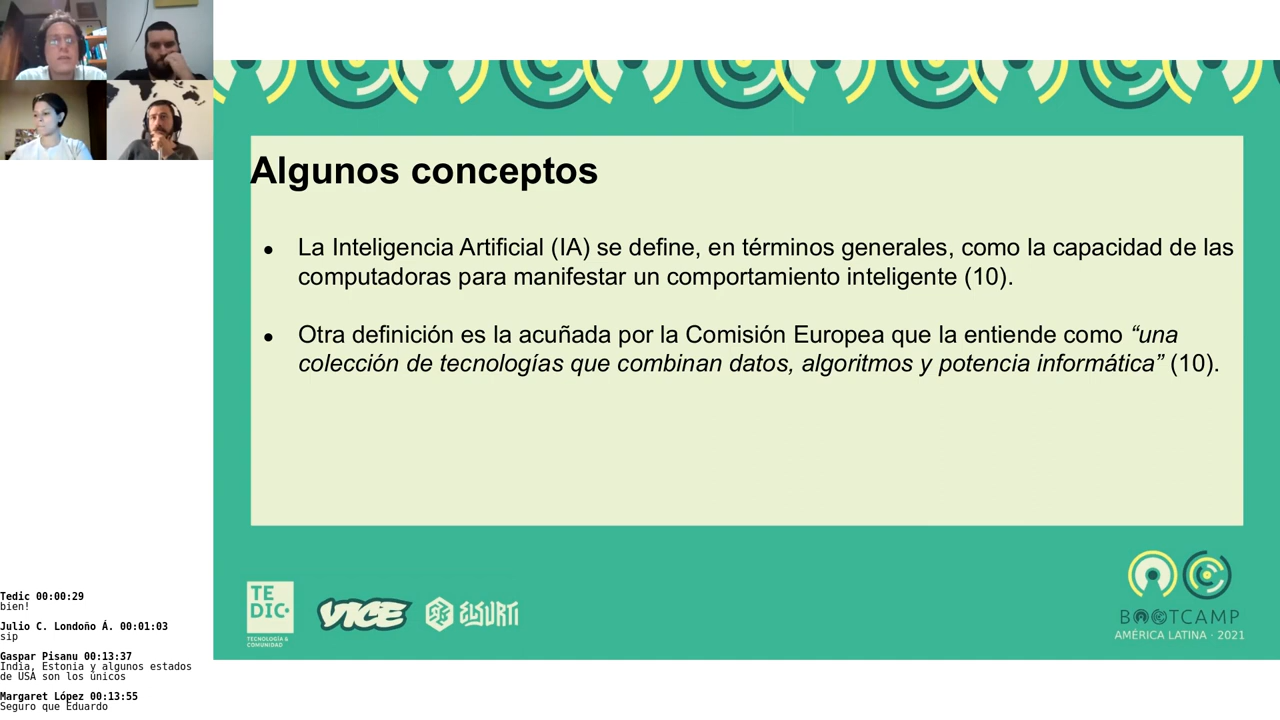 Algunos conceptos
● La Inteligencia Artificial (IA) se define, en términos generales, como la capacidad de las
computadoras para manifestar un comportamiento inteligente (10).
● Otra definición es la acuñada por la Comisión Europea que la entiende como “una
colección de tecnologías que combinan datos, algoritmos y potencia informática” (10).
TE
DIC
TECNOLOGÍA &
COMUNIDAD
VICE
ELSURTI
BOOTCAMP
AMÉRICA LATINA · 2021
Tedic 00:00:29
bien!
Julio C. Londoño Á. 00:01:03
sip
Gaspar Pisanu 00:13:37
India, Estonia y algunos estados
de USA son los únicos
Margaret López 00:13:55
Seguro que Eduardo